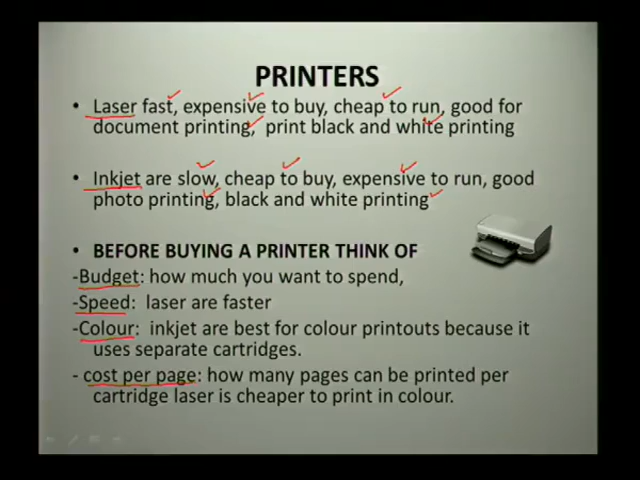 PRINTERS
• Laser fast, expensive to buy, cheap to run, good for
document printing, print black and white printing
• Inkjet are slow, cheap to buy, expensive to run, good
photo printing, black and white printing
• BEFORE BUYING A PRINTER THINK OF
-Budget: how much you want to spend,
-Speed: laser are faster
-Colour: inkjet are best for colour printouts because it
uses separate cartridges.
- cost per page: how many pages can be printed per
cartridge laser is cheaper to print in colour.